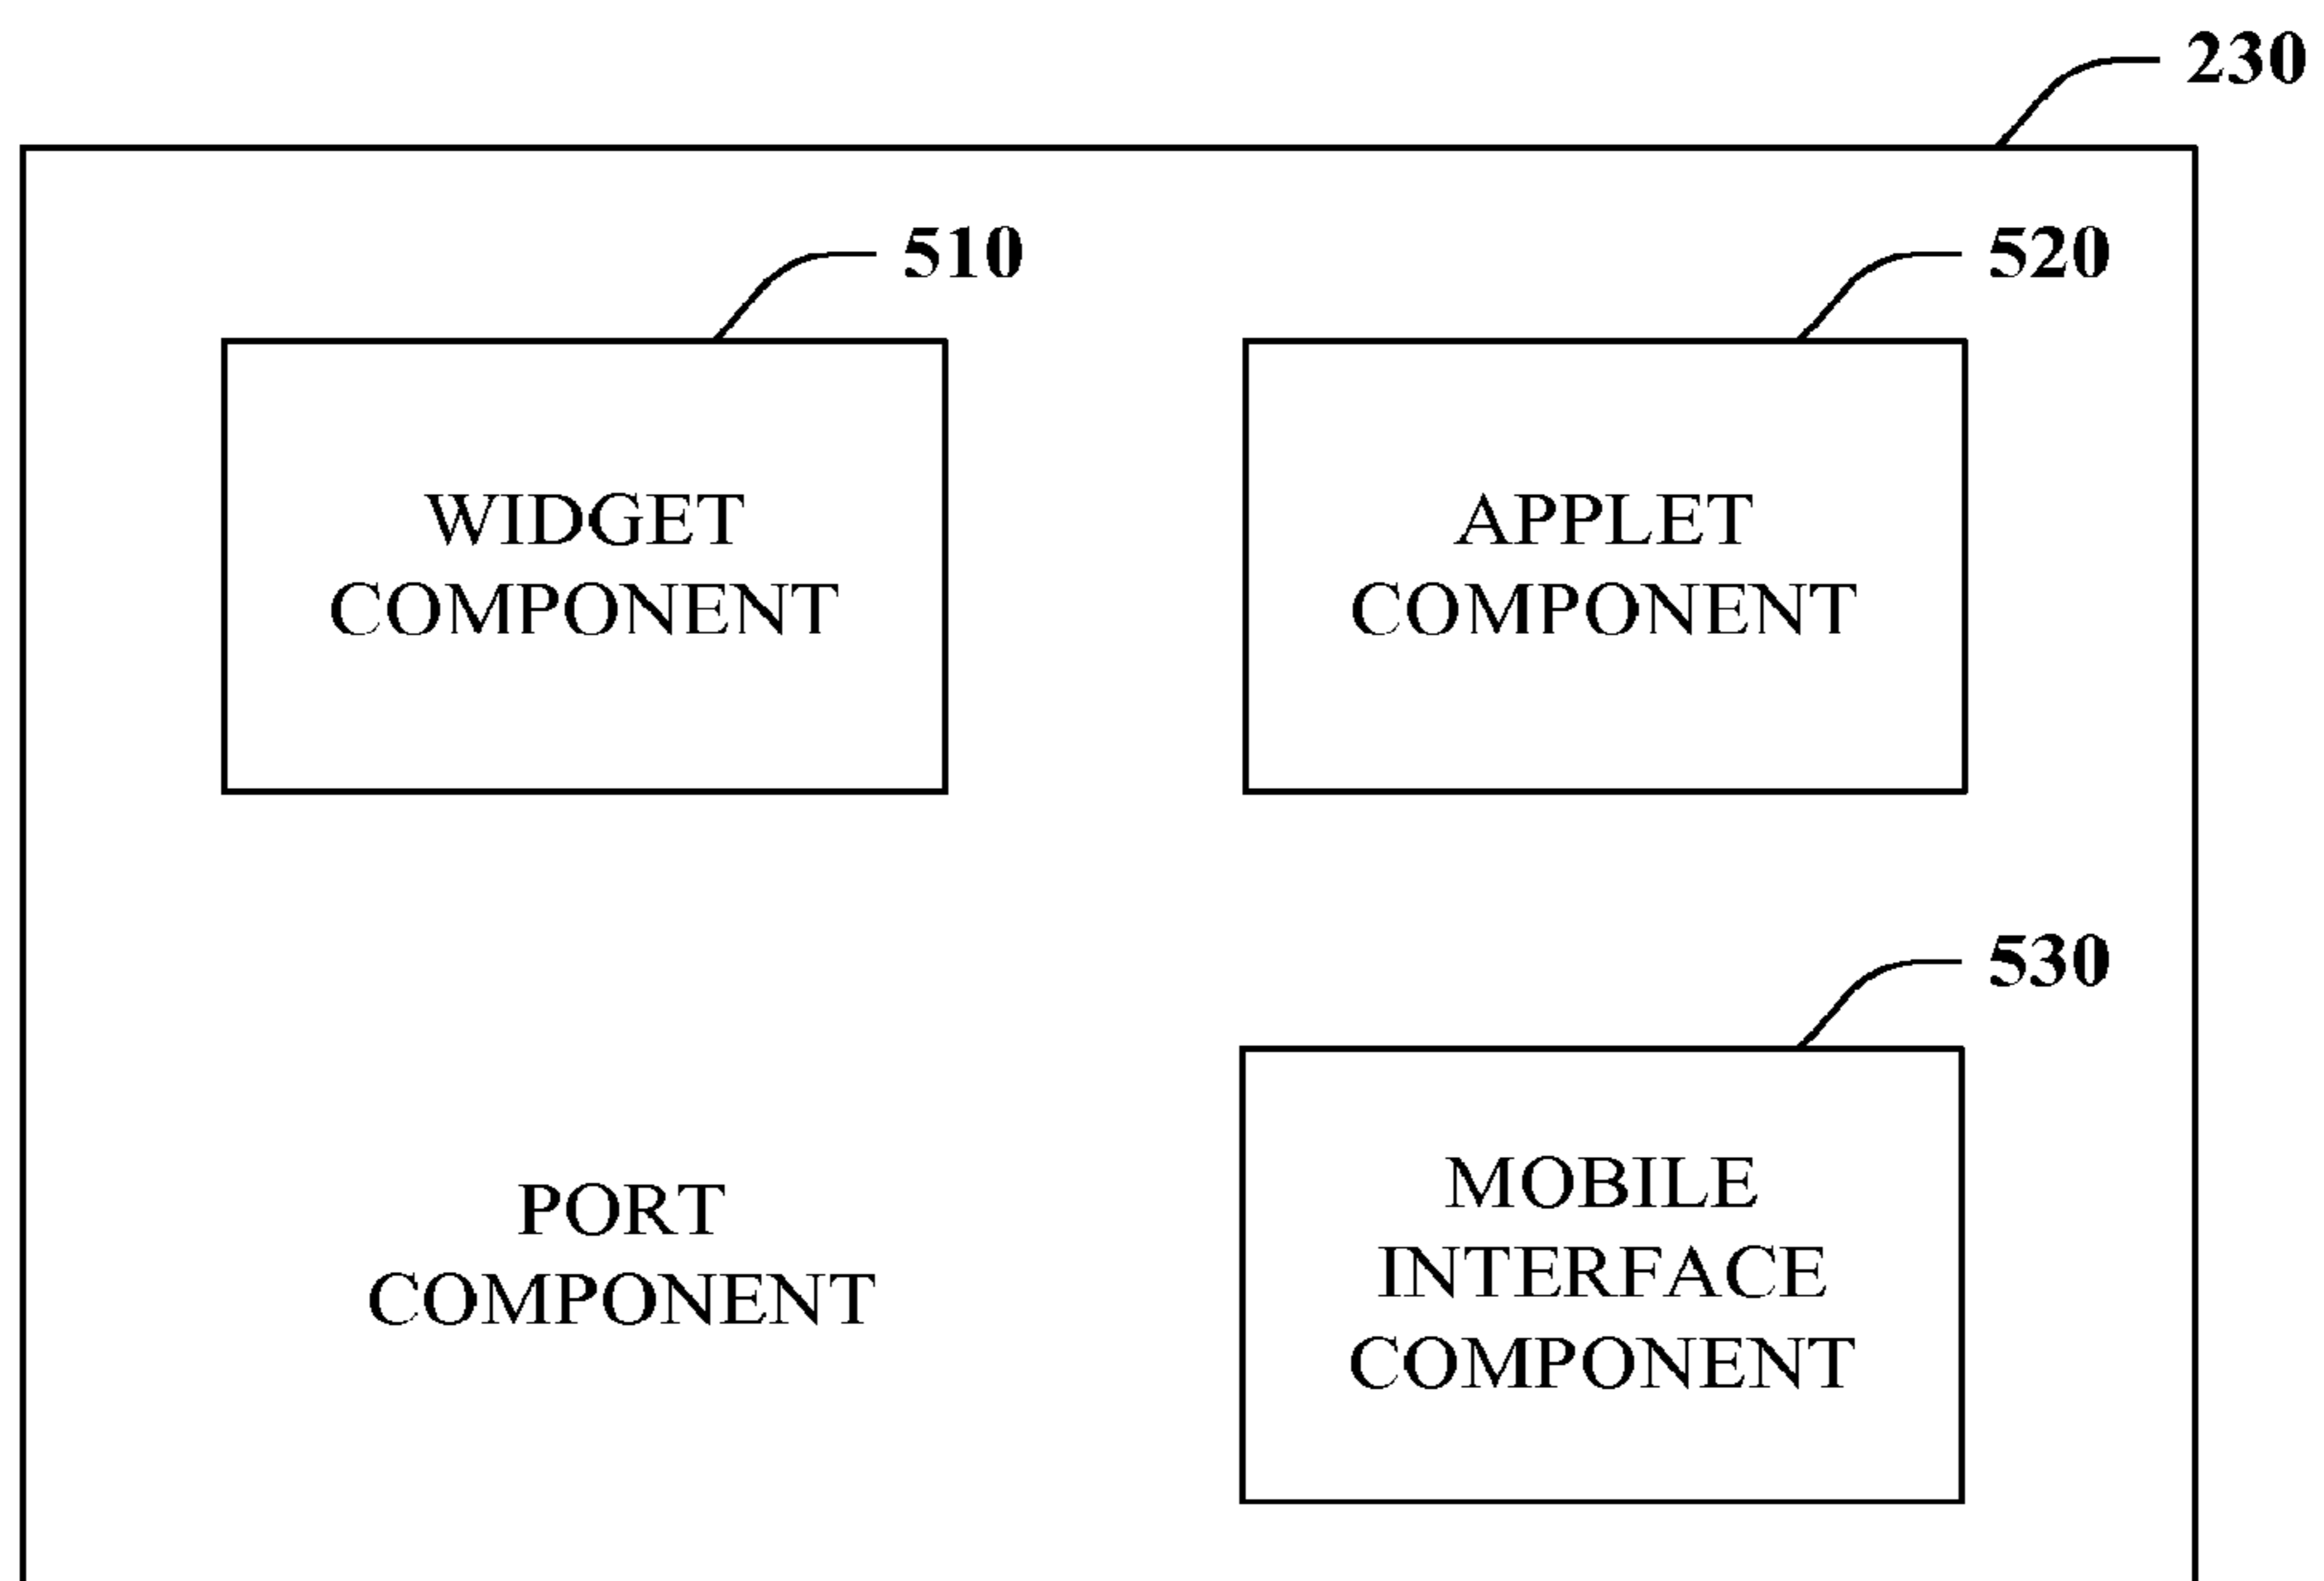 230
510
520
WIDGET
COMPONENT
APPLET
COMPONENT
530
PORT
COMPONENT
MOBILE
INTERFACE
COMPONENT